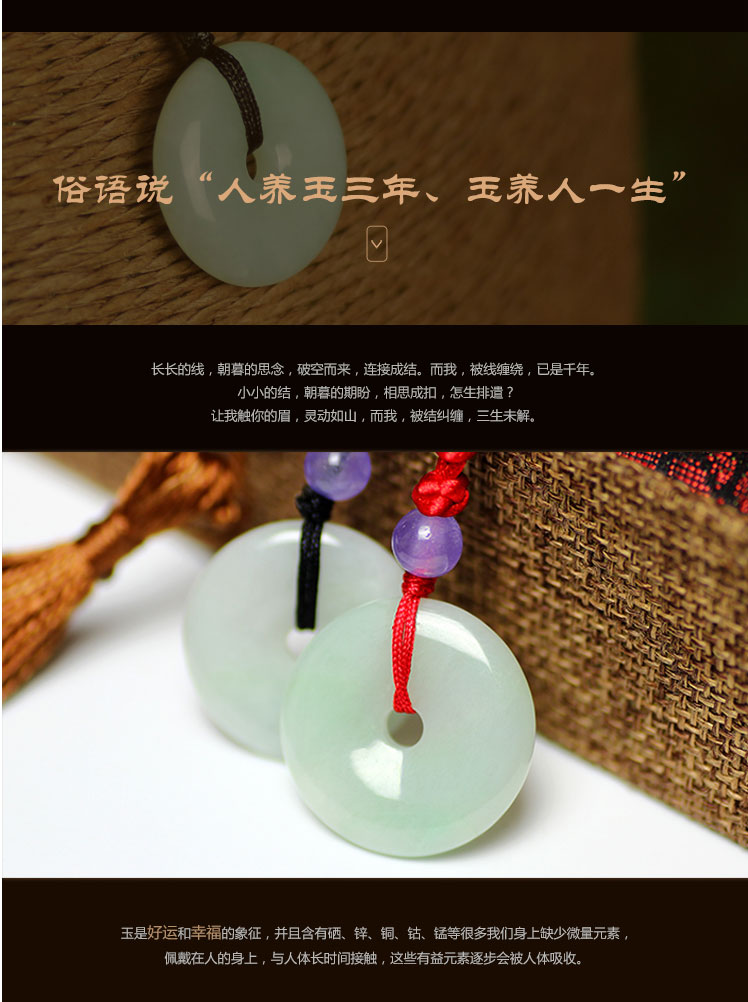 俗语说“人养玉三年、玉养人一生”
长长的线，朝暮的思念，破空而来，连接成结。而我，被线缠绕，已是千年。
小小的结，朝暮的期盼，相思成扣，怎生排遣？
让我触你的眉，灵动如山，而我，被结纠缠，三生未解。
玉是好运和幸福的象征，并且含有硒、锌、铜、钴、锰等很多我们身上缺少微量元素，
佩戴在人的身上，与人体长时间接触，这些有益元素逐步会被人体吸收。